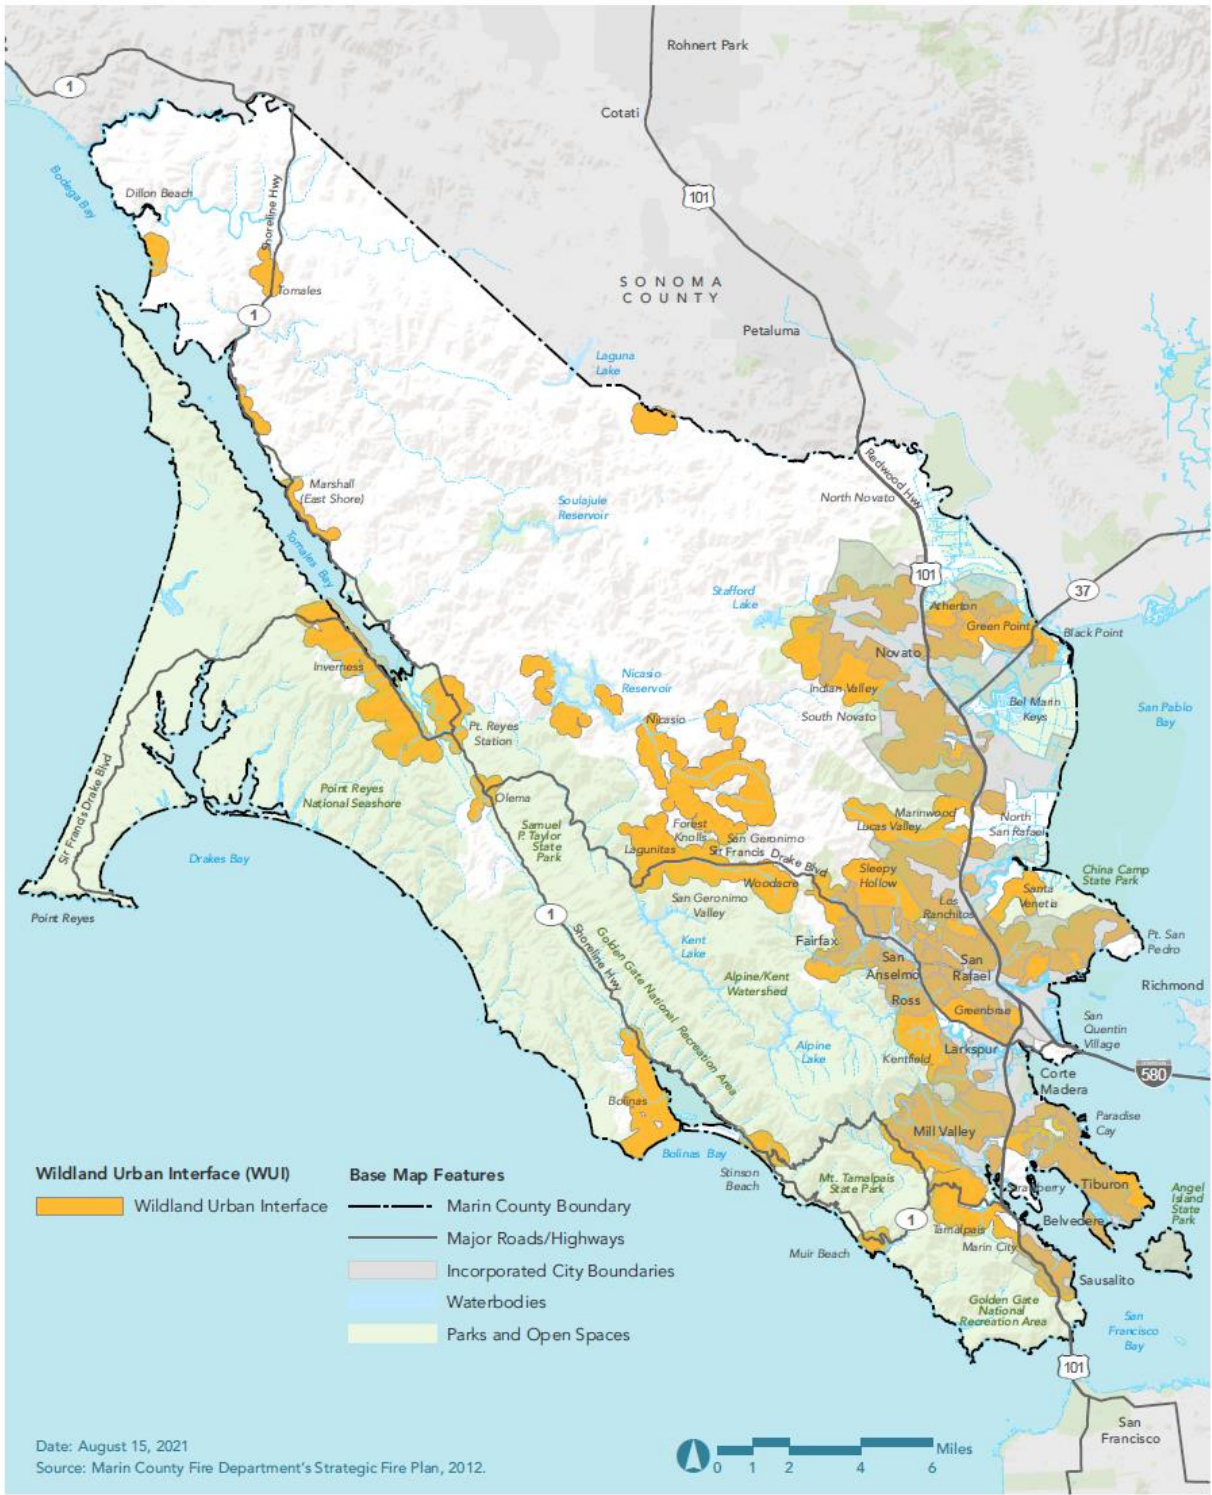 Rohnert Park
1
Cotati
Bodega Bay
Dillon Beach
Shoreline Hwy
101
SONOMA
COUNTY
Tomales
1
Petaluma
Laguna
Lake
Redwood Hwy
Marshall
(East Shore)
North Novato
Soulajule
Reservoir
Tomales Bay
101
Stafford
Lake
37
Atherton
Green Point
Black Point
Novato
Inverness
Nicasio
Reservoir
Indian Valley
Bel Marin
Keys
San Pablo
Bay
South Novato
Nicasio
Pt. Reyes
Station
Sir Francis Drake Blvd
Point Reyes
National Seashore
Olema
Marinwood
Lucas Valley
North
San Rafael
Samuel
P. Taylor
State
Park
Forest
Knolls
San Geronimo
Lagunitas
Sir Francis Drake Blvd
Drakes Bay
Sleepy
Hollow
China Camp
State Park
Woodacre
Santa
Venetia
San Geronimo
Valley
Los
Ranchitos
Point Reyes
1
Shoreline Hwy
Golden Gate National Recreation Area
Kent
Lake
Fairfax
Pt. San
Pedro
San
Anselmo
San
Rafael
Alpine/Kent
Watershed
Richmond
Ross
Greenbrae
San
Quentin
Village
Alpine
Lake
Kentfield
Larkspur
INTERSTATE
580
Corte
Madera
Bolinas
Paradise
Cay
Mill Valley
Bolinas Bay
Stinson
Beach
Mt. Tamalpais
State Park
Strawberry
Tiburon
Angel
Island
State
Park
1
Tamalpais
Belvedere
Marin City
Muir Beach
Sausalito
Golden Gate
National
Recreation Area
San
Francisco
Bay
101
San
Francisco
Wildland Urban Interface (WUI)
Wildland Urban Interface
Base Map Features
Marin County Boundary
Major Roads/Highways
Incorporated City Boundaries
Waterbodies
Parks and Open Spaces
Date: August 15, 2021
Source: Marin County Fire Department's Strategic Fire Plan, 2012.
Miles
0 1 2 4 6